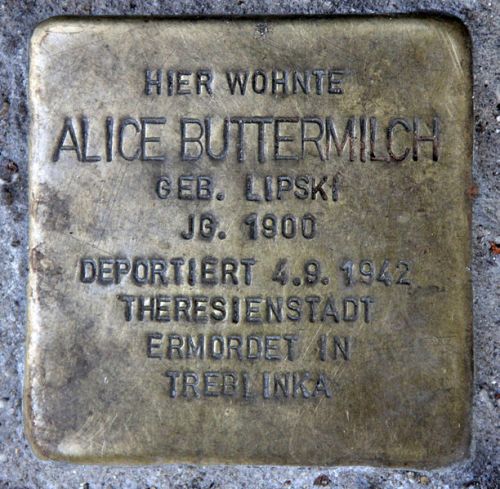 HIER WOHNTE
ALICE BUTTERMILCH
GEB. LIPSKI
JG. 1900
DEPORTIERT 4.9. 1942
THERESIENSTADT
ERMORDET IN
TREBLINKA